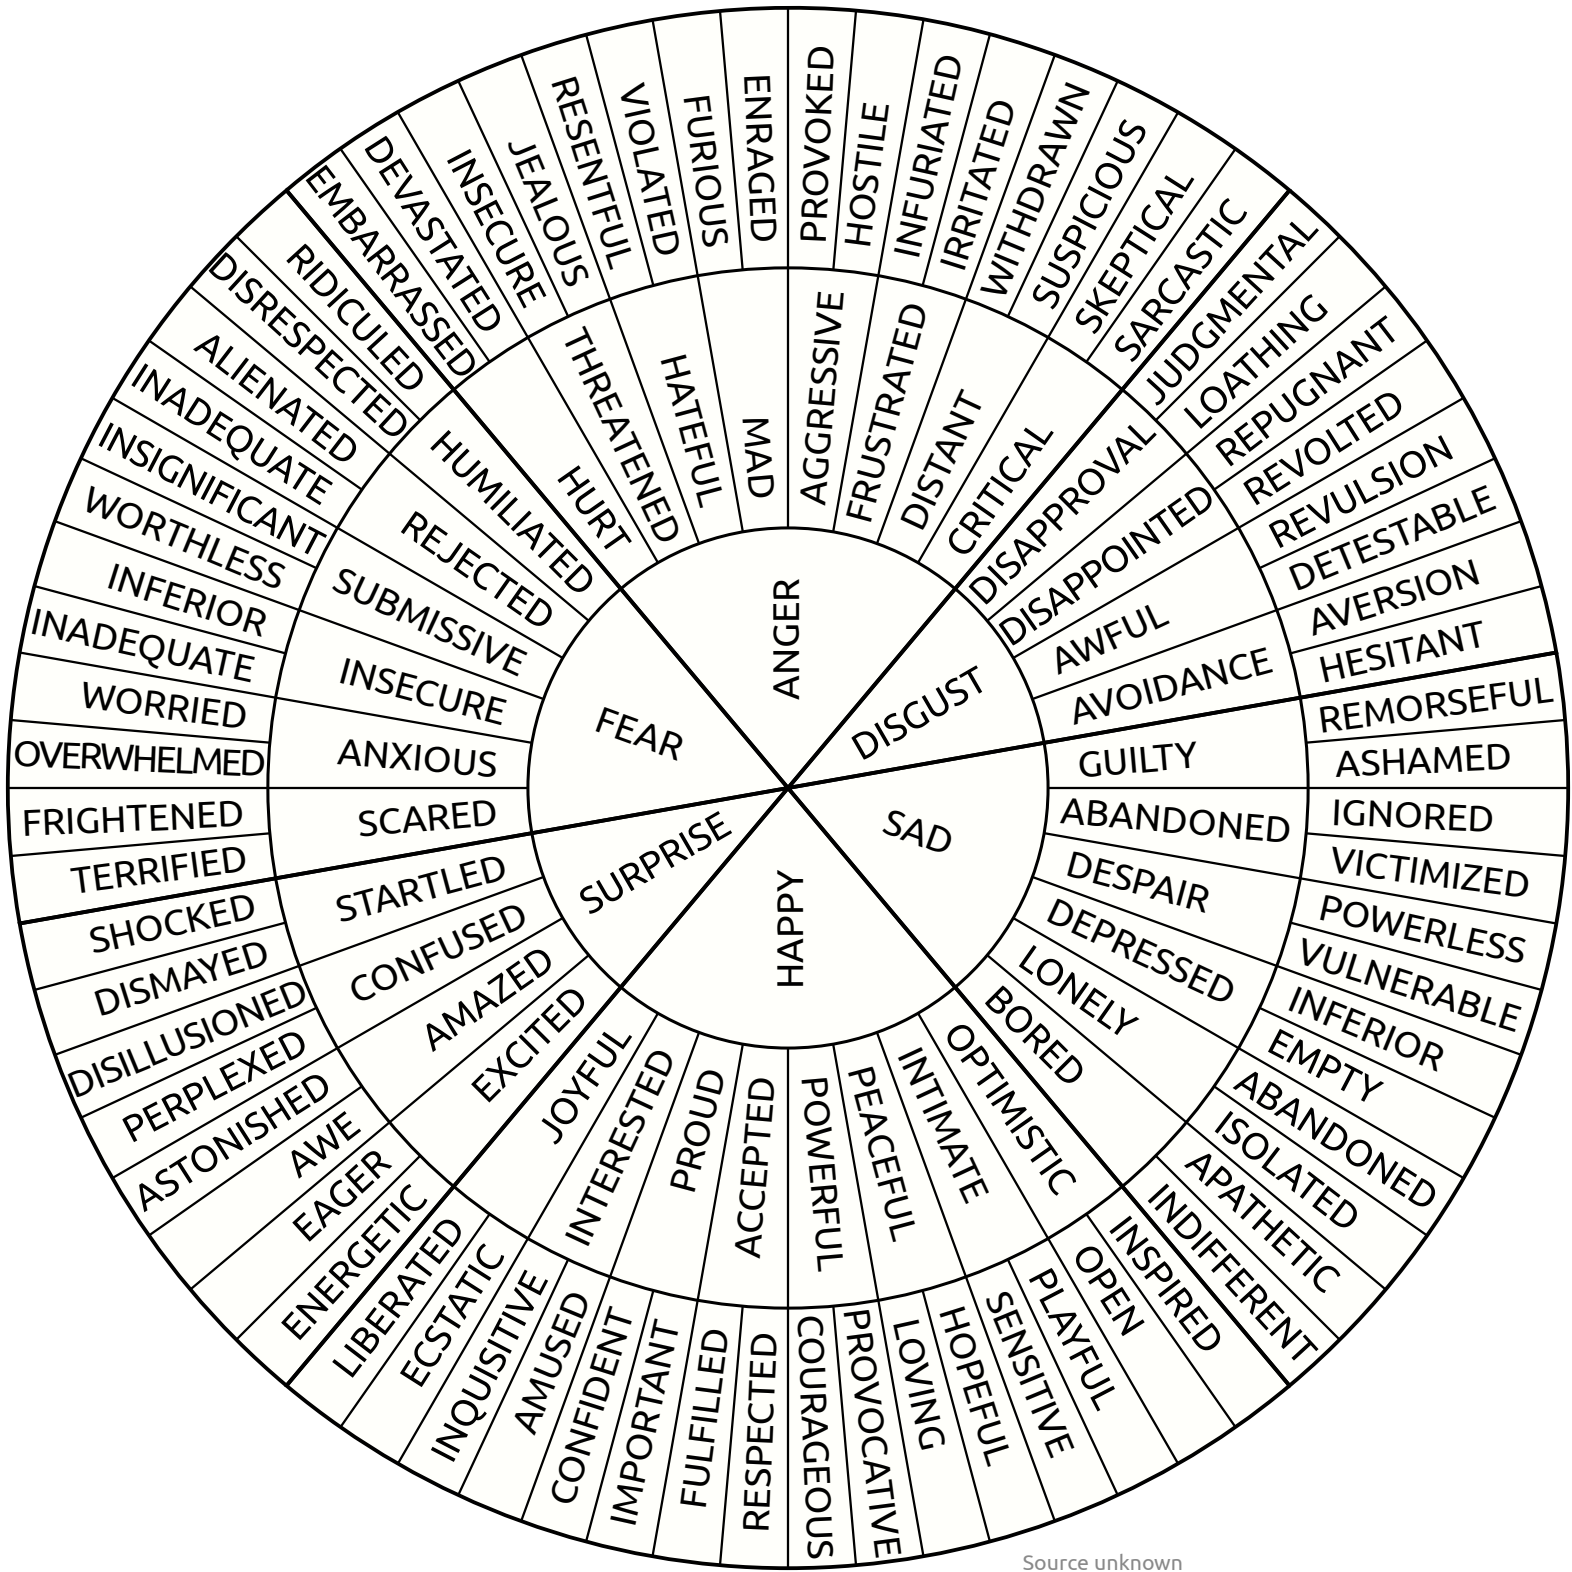 ANGER
DISGUST
SAD
HAPPY
SURPRISE
FEAR
HURT
THREATENED
HATEFUL
MAD
AGGRESSIVE
FRUSTRATED
DISTANT
CRITICAL
DISAPPROVAL
DISAPPOINTED
AWFUL
AVOIDANCE
GUILTY
ABANDONED
DESPAIR
DEPRESSED
LONELY
BORED
OPTIMISTIC
INTIMATE
PEACEFUL
POWERFUL
ACCEPTED
PROUD
INTERESTED
JOYFUL
EXCITED
AMAZED
CONFUSED
STARTLED
SCARED
ANXIOUS
INSECURE
SUBMISSIVE
REJECTED
HUMILIATED
EMBARRASSED
DEVASTATED
INSECURE
JEALOUS
RESENTFUL
VIOLATED
FURIOUS
ENRAGED
PROVOKED
HOSTILE
INFURIATED
IRRITATED
WITHDRAWN
SUSPICIOUS
SKEPTICAL
SARCASTIC
JUDGMENTAL
LOATHING
REPUGNANT
REVOLTED
REVULSION
DETESTABLE
AVERSION
HESITANT
REMORSEFUL
ASHAMED
IGNORED
VICTIMIZED
POWERLESS
VULNERABLE
INFERIOR
EMPTY
ABANDONED
ISOLATED
APATHETIC
INDIFFERENT
INSPIRED
OPEN
PLAYFUL
SENSITIVE
HOPEFUL
LOVING
PROVOCATIVE
COURAGEOUS
RESPECTED
FULFILLED
IMPORTANT
CONFIDENT
AMUSED
INQUISITIVE
ECSTATIC
LIBERATED
ENERGETIC
EAGER
AWE
ASTONISHED
PERPLEXED
DISILLUSIONED
DISMAYED
SHOCKED
TERRIFIED
FRIGHTENED
OVERWHELMED
WORRIED
INADEQUATE
INFERIOR
WORTHLESS
INSIGNIFICANT
INADEQUATE
ALIENATED
DISRESPECTED
RIDICULED
Source unknown